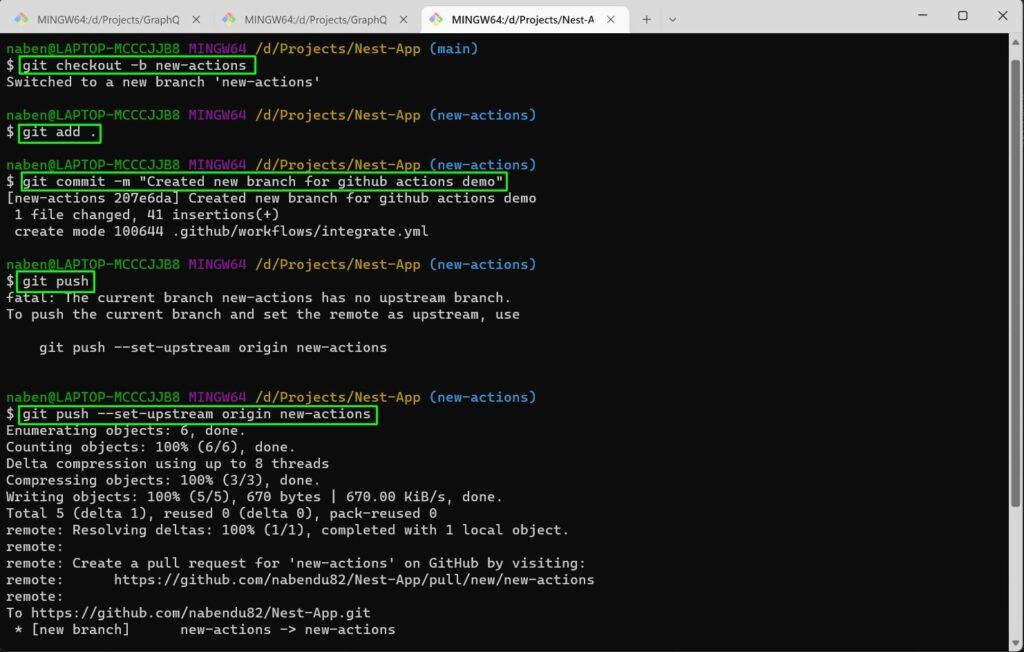 MINGW64:/d/Projects/GraphQ
MINGW64:/d/Projects/GraphQ
MINGW64:/d/Projects/Nest-A
naben@LAPTOP-MCCCJJB8 MINGW64 /d/Projects/Nest-App (main)
$ git checkout -b new-actions
Switched to a new branch 'new-actions'
naben@LAPTOP-MCCCJJB8 MINGW64 /d/Projects/Nest-App (new-actions)
$ git add .
naben@LAPTOP-MCCCJJB8 MINGW64 /d/Projects/Nest-App (new-actions)
$ git commit -m "Created new branch for github actions demo"
[new-actions 207e6da] Created new branch for github actions demo
 1 file changed, 41 insertions(+)
 create mode 100644 .github/workflows/integrate.yml
naben@LAPTOP-MCCCJJB8 MINGW64 /d/Projects/Nest-App (new-actions)
$ git push
fatal: The current branch new-actions has no upstream branch.
To push the current branch and set the remote as upstream, use
    git push --set-upstream origin new-actions
naben@LAPTOP-MCCCJJB8 MINGW64 /d/Projects/Nest-App (new-actions)
$ git push --set-upstream origin new-actions
Enumerating objects: 6, done.
Counting objects: 100% (6/6), done.
Delta compression using up to 8 threads
Compressing objects: 100% (3/3), done.
Writing objects: 100% (5/5), 670 bytes | 670.00 KiB/s, done.
Total 5 (delta 1), reused 0 (delta 0), pack-reused 0
remote: Resolving deltas: 100% (1/1), completed with 1 local object.
remote:
remote: Create a pull request for 'new-actions' on GitHub by visiting:
remote:      https://github.com/nabendu82/Nest-App/pull/new/new-actions
remote:
To https://github.com/nabendu82/Nest-App.git
 * [new branch]      new-actions -> new-actions